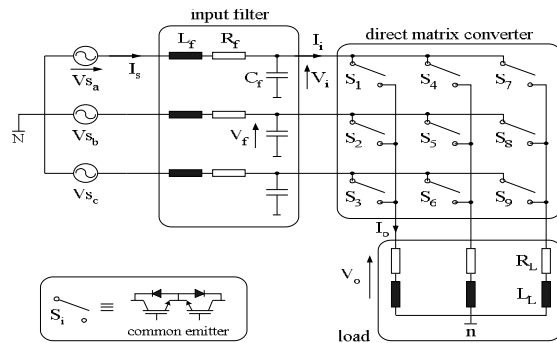 input filter
direct matrix converter
L_f
R_f
I_i
I_s
Vs_a
C_f
V_i
S_1
S_4
S_7
N
Vs_b
V_f
S_2
S_5
S_8
Vs_c
S_3
S_6
S_9
I_o
V_o
R_L
L_L
n
load
S_i
≡
common emitter